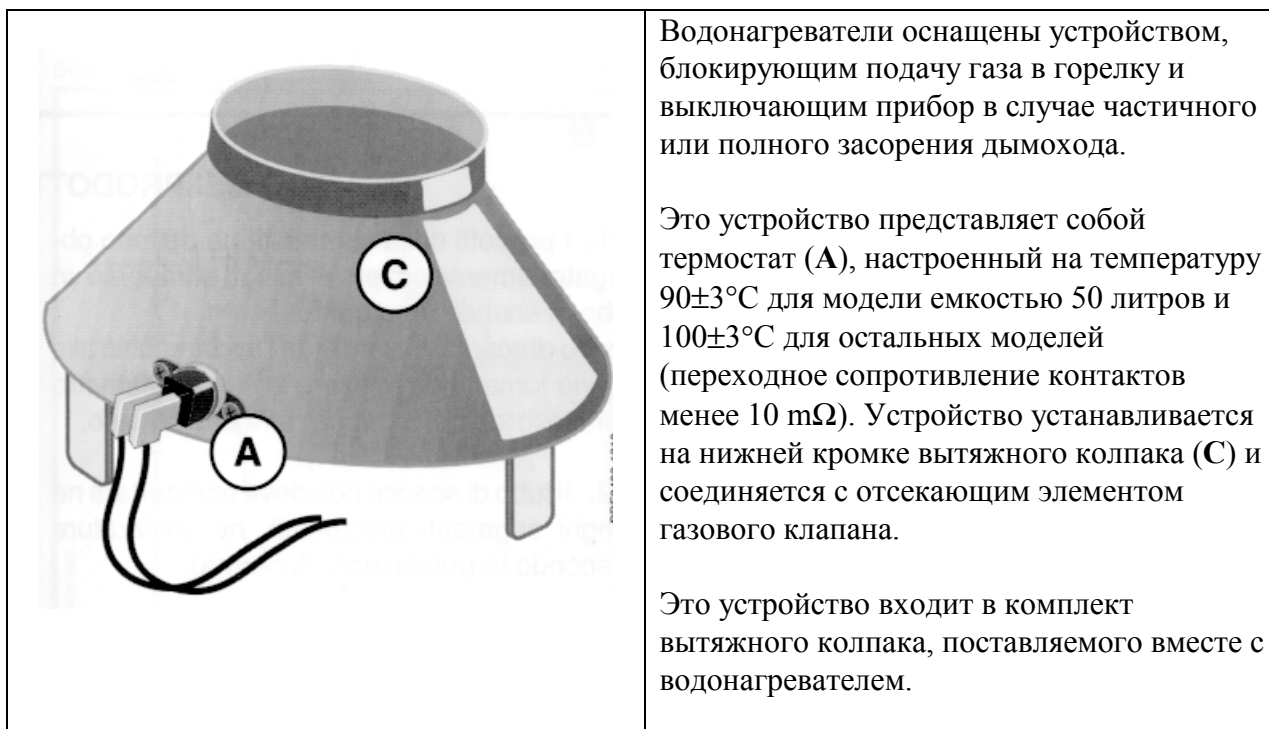 C
A
Водонагреватели оснащены устройством,
блокирующим подачу газа в горелку и
выключающим прибор в случае частичного
или полного засорения дымохода.
Это устройство представляет собой
термостат (A), настроенный на температуру
90±3°C для модели емкостью 50 литров и
100±3°C для остальных моделей
(переходное сопротивление контактов
менее 10 mΩ). Устройство устанавливается
на нижней кромке вытяжного колпака (C) и
соединяется с отсекающим элементом
газового клапана.
Это устройство входит в комплект
вытяжного колпака, поставляемого вместе с
водонагревателем.